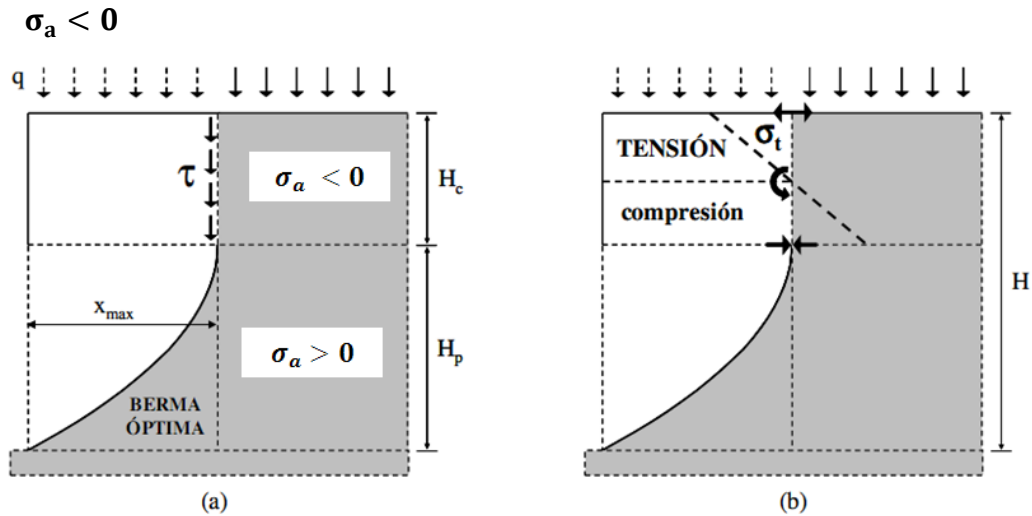 σa < 0
q
τ
σa < 0
Hc
xmax
σa > 0
Hp
BERMA
ÓPTIMA
(a)
σt
TENSIÓN
compresión
H
(b)